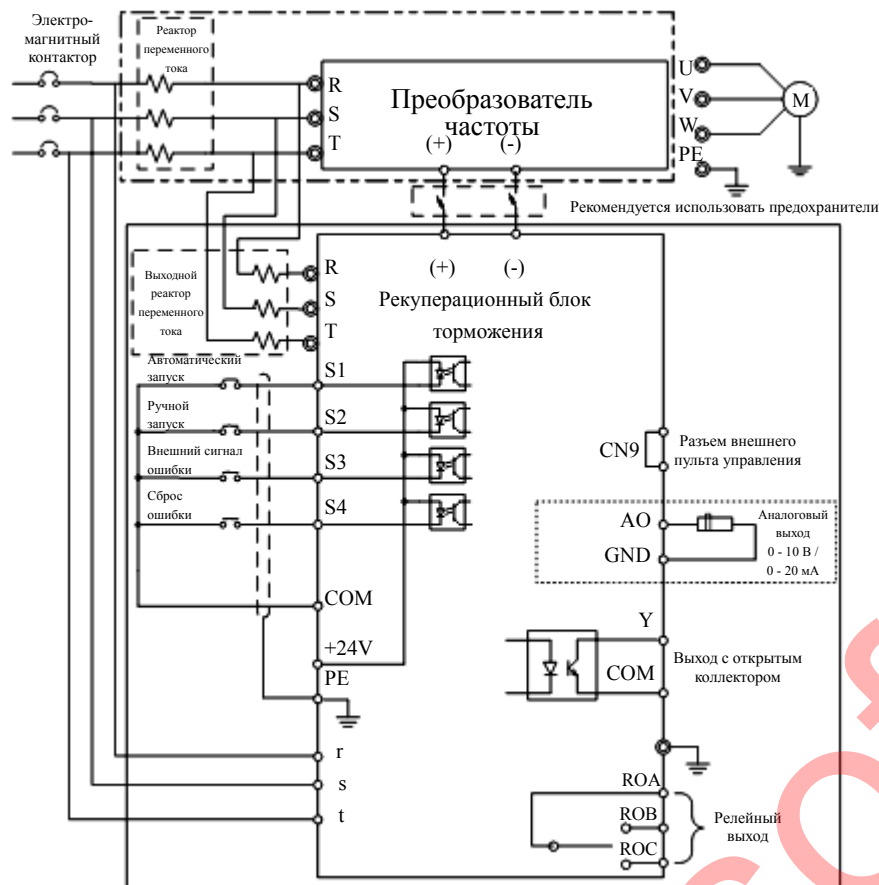 Электро-
магнитный
контактор
Реактор
переменного
тока
R
S
T
Преобразователь
частоты
(+) (-)
U
V
W
PE
M
Рекомендуется использовать предохранители
Выходной
реактор
переменного
тока
R
S
T
(+) (-)
Рекуперационный блок
торможения
Автоматический
запуск
S1
Ручной
запуск
S2
Внешний сигнал
ошибки
S3
Сброс
ошибки
S4
COM
+24V
PE
r
s
t
CN9
Разъем внешнего
пульта управления
AO
GND
Аналоговый
выход
0 - 10 В /
0 - 20 мА
Y
COM
Выход с открытым
коллектором
ROA
ROB
ROC
Релейный
выход